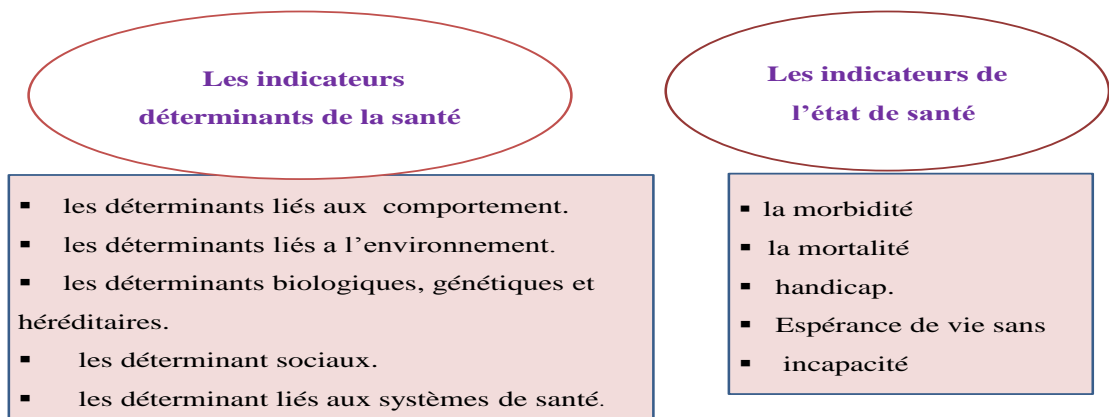 Les indicateurs
déterminants de la santé
▪ les déterminants liés aux comportement.
▪ les déterminants liés a l’environnement.
▪ les déterminants biologiques, génétiques et
héréditaires.
▪ les déterminant sociaux.
▪ les déterminant liés aux systèmes de santé.
Les indicateurs de
l’état de santé
▪ la morbidité
▪ la mortalité
▪ handicap.
▪ Espérance de vie sans
▪ incapacité